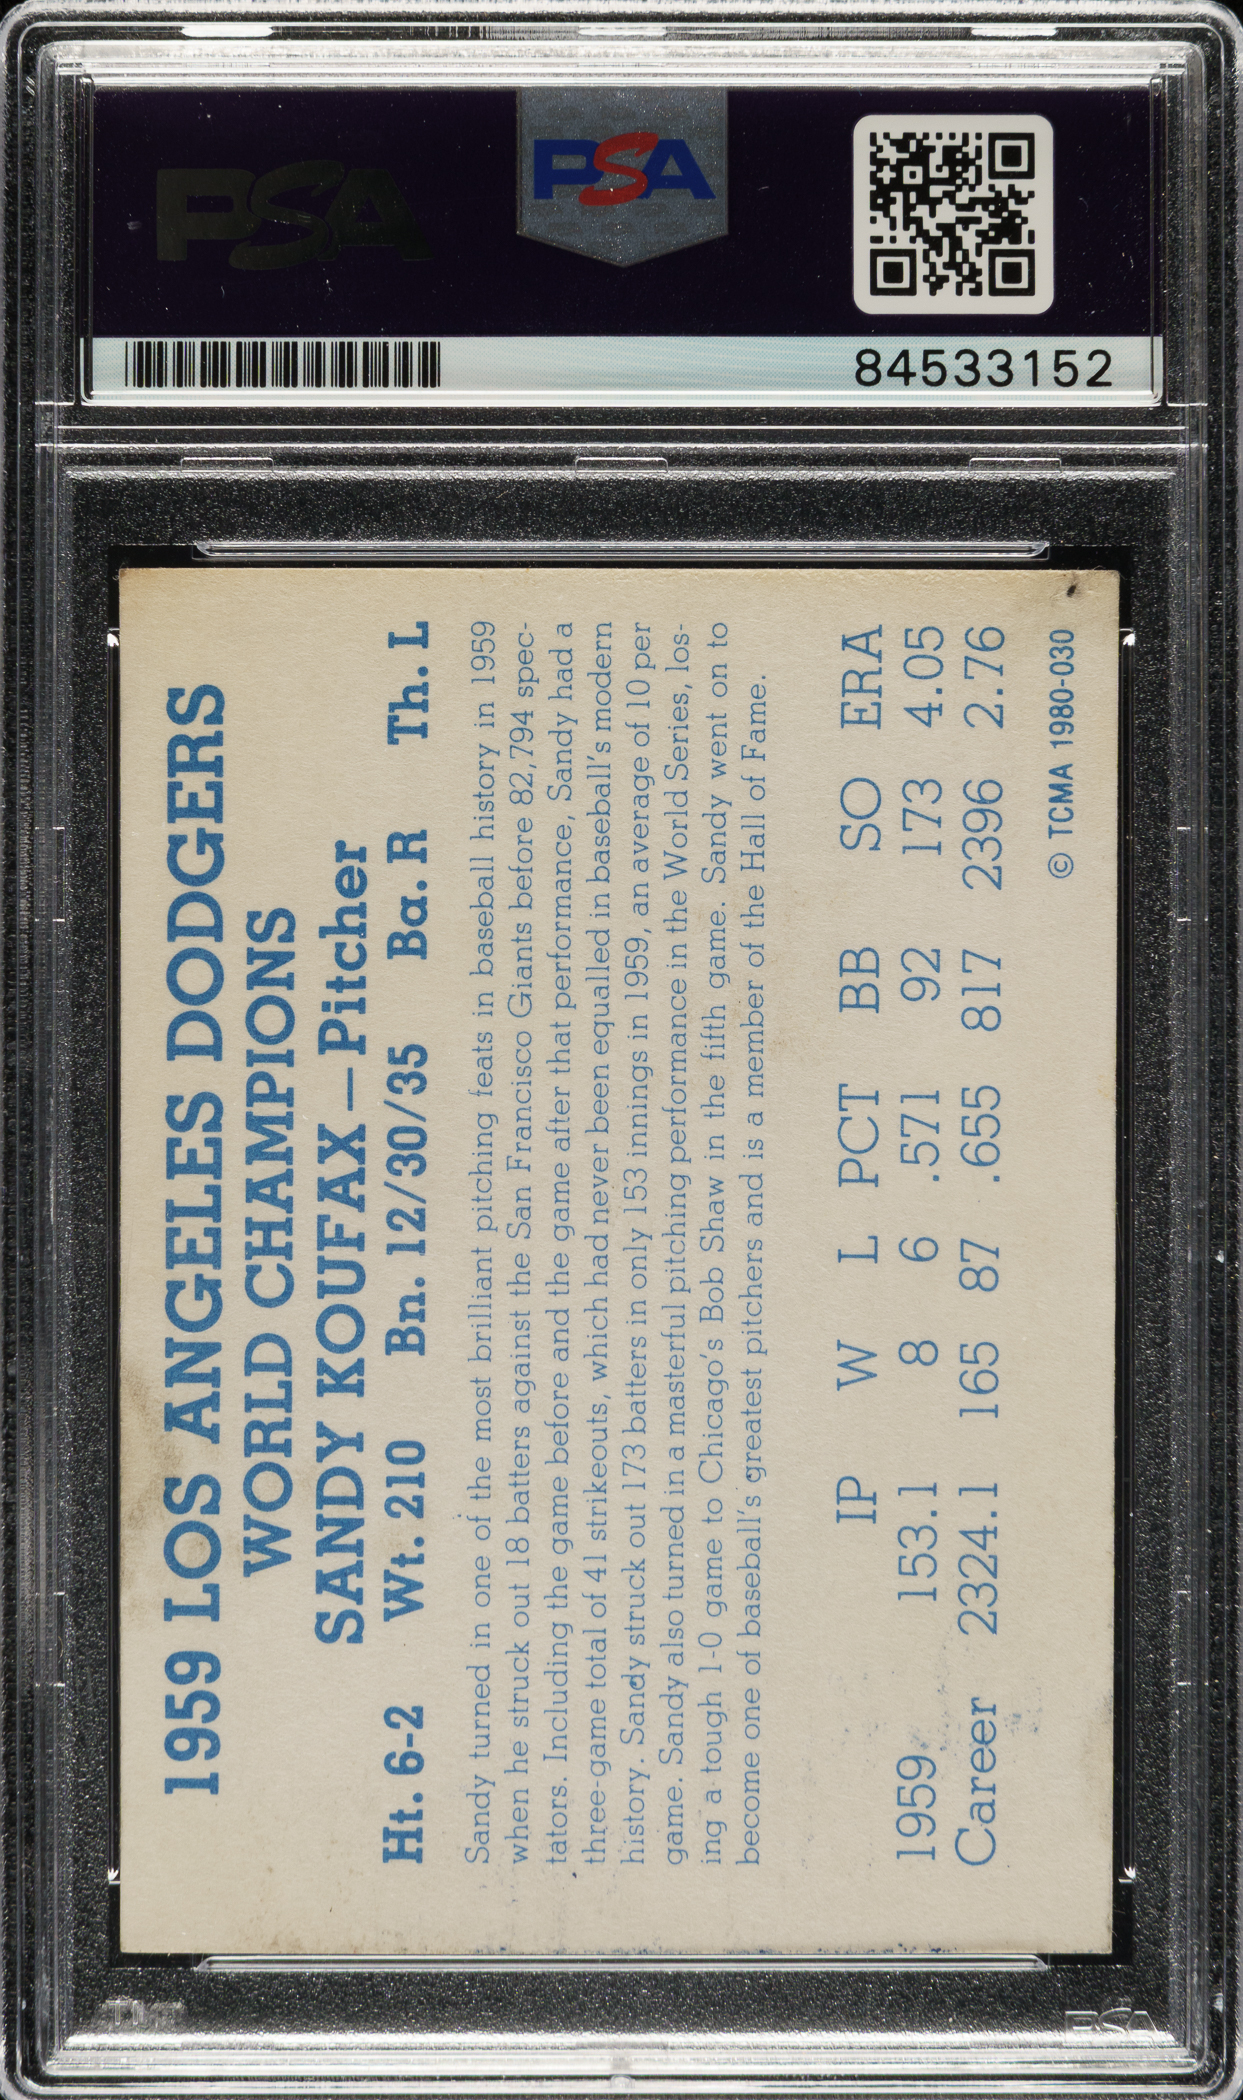 PSA
PSA
84533152
1959 LOS ANGELES DODGERS
WORLD CHAMPIONS
SANDY KOUFAX—Pitcher
Ht. 6-2 Wt. 210 Bn. 12/30/35 Ba. R Th. L
Sandy turned in one of the most brilliant pitching feats in baseball history in 1959
when he struck out 18 batters against the San Francisco Giants before 82,794 spec-
tators. Including the game before and the game after that performance, Sandy had a
three-game total of 41 strikeouts, which had never been equalled in baseball's modern
history. Sandy struck out 173 batters in only 153 innings in 1959, an average of 10 per
game. Sandy also turned in a masterful pitching performance in the World Series, los-
ing a tough 1-0 game to Chicago's Bob Shaw in the fifth game. Sandy went on to
become one of baseball's greatest pitchers and is a member of the Hall of Fame.
IP W L PCT BB SO ERA
1959 153.1 8 6 .571 92 173 4.05
Career 2324.1 165 87 .655 817 2396 2.76
© TCMA 1980-030
PSA